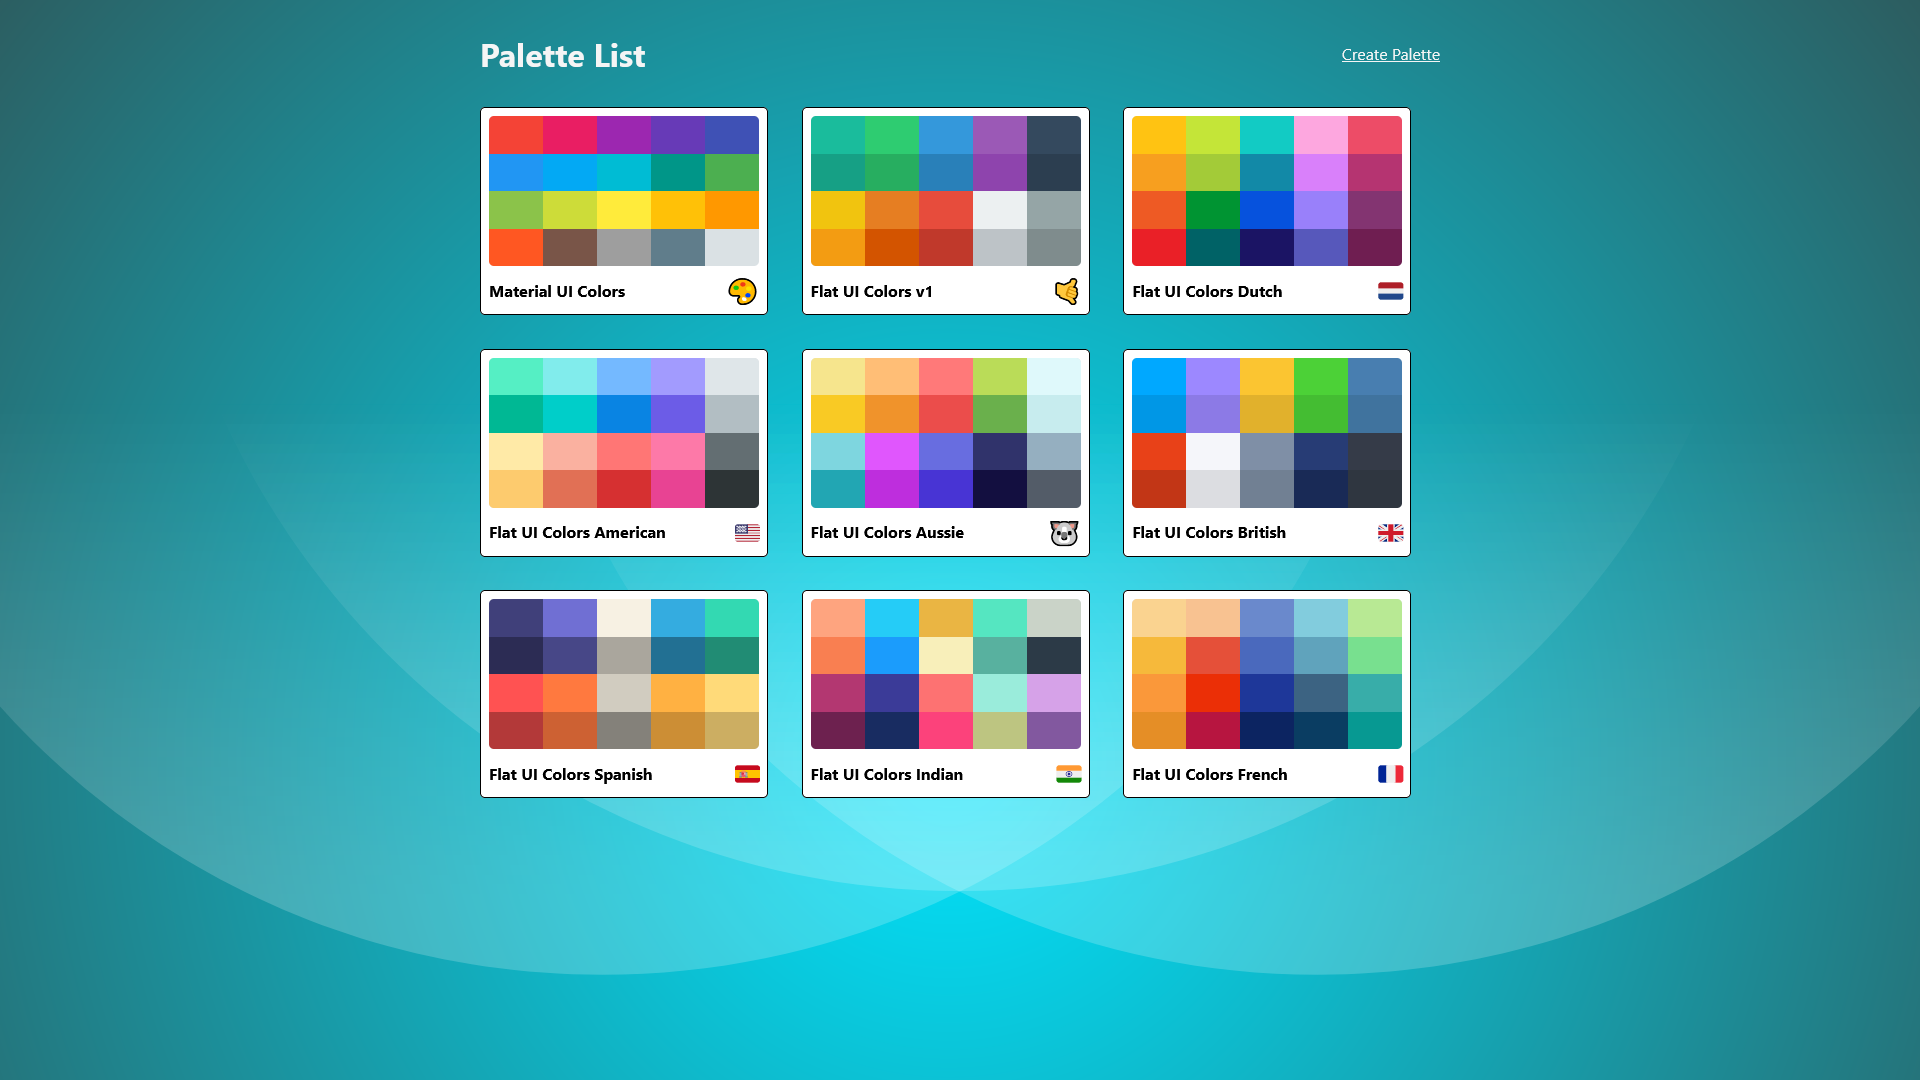 Palette List
Create Palette
Material UI Colors
Flat UI Colors v1
Flat UI Colors Dutch
Flat UI Colors American
Flat UI Colors Aussie
Flat UI Colors British
Flat UI Colors Spanish
Flat UI Colors Indian
Flat UI Colors French